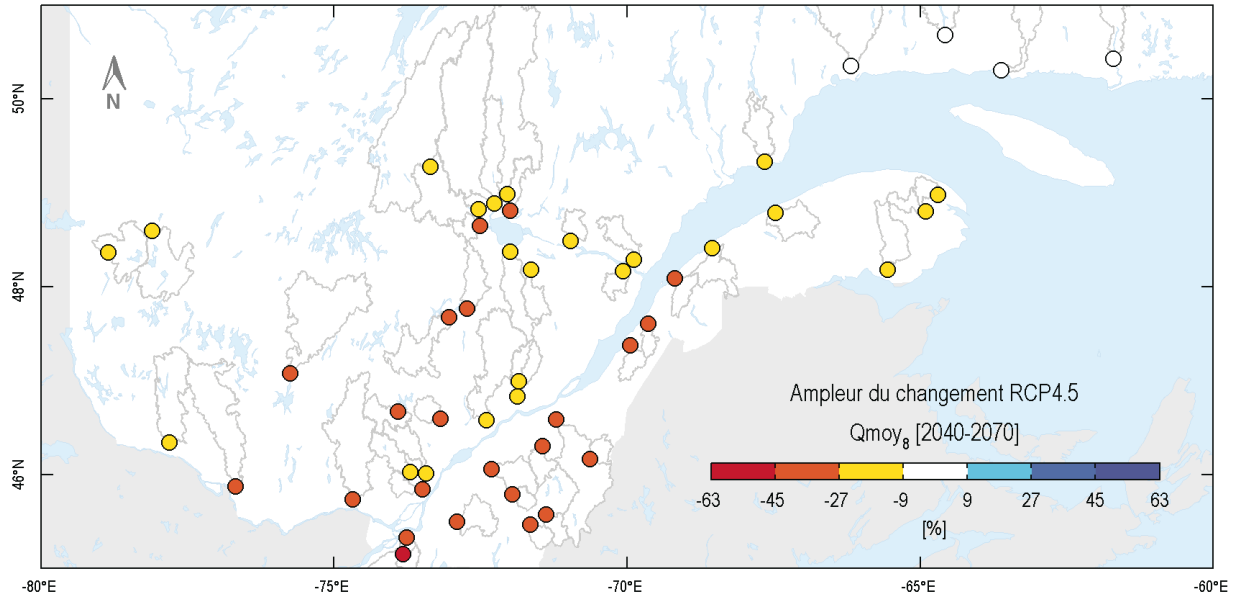 50°N
N
48°N
Ampleur du changement RCP4.5
Qmoy8 [2040-2070]
46°N
-63 -45 -27 -9 9 27 45 63
[%]
-80°E -75°E -70°E -65°E -60°E